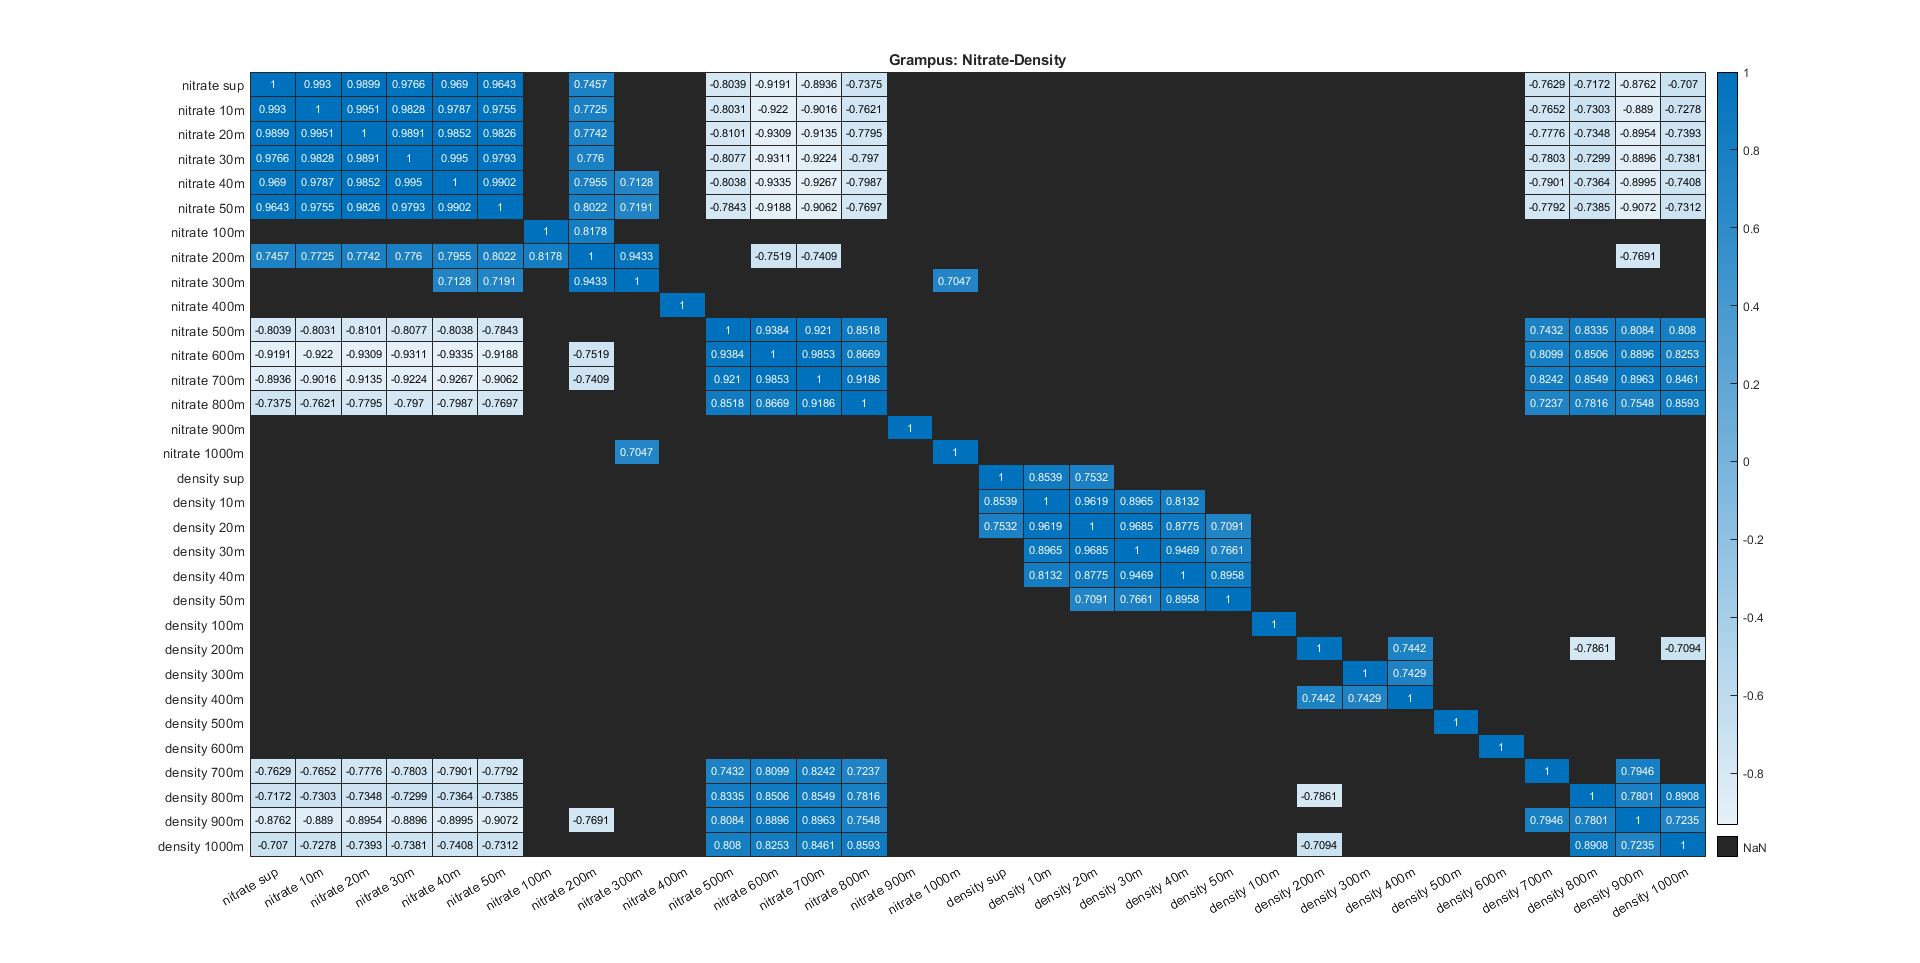 Grampus: Nitrate-Density
nitrate sup 1 0.993 0.9899 0.9766 0.969 0.9643 0.7457 -0.8039 -0.9191 -0.8936 -0.7375 -0.7629 -0.7172 -0.8762 -0.707
nitrate 10m 0.993 1 0.9951 0.9828 0.9787 0.9755 0.7725 -0.8031 -0.922 -0.9016 -0.7621 -0.7652 -0.7303 -0.889 -0.7278
nitrate 20m 0.9899 0.9951 1 0.9891 0.9852 0.9826 0.7742 -0.8101 -0.9309 -0.9135 -0.7795 -0.7776 -0.7348 -0.8954 -0.7393
nitrate 30m 0.9766 0.9828 0.9891 1 0.995 0.9793 0.776 -0.8077 -0.9311 -0.9224 -0.797 -0.7803 -0.7299 -0.8896 -0.7381
nitrate 40m 0.969 0.9787 0.9852 0.995 1 0.9902 0.7955 0.7128 -0.8038 -0.9335 -0.9267 -0.7987 -0.7901 -0.7364 -0.8995 -0.7408
nitrate 50m 0.9643 0.9755 0.9826 0.9793 0.9902 1 0.8022 0.7191 -0.7843 -0.9188 -0.9062 -0.7697 -0.7792 -0.7385 -0.9072 -0.7312
nitrate 100m 1 0.8178
nitrate 200m 0.7457 0.7725 0.7742 0.776 0.7955 0.8022 0.8178 1 0.9433 -0.7519 -0.7409 -0.7691
nitrate 300m 0.7128 0.7191 0.9433 1 0.7047
nitrate 400m 1
nitrate 500m -0.8039 -0.8031 -0.8101 -0.8077 -0.8038 -0.7843 1 0.9384 0.921 0.8518 0.7432 0.8335 0.8084 0.808
nitrate 600m -0.9191 -0.922 -0.9309 -0.9311 -0.9335 -0.9188 -0.7519 0.9384 1 0.9853 0.8669 0.8099 0.8506 0.8896 0.8253
nitrate 700m -0.8936 -0.9016 -0.9135 -0.9224 -0.9267 -0.9062 -0.7409 0.921 0.9853 1 0.9186 0.8242 0.8549 0.8963 0.8461
nitrate 800m -0.7375 -0.7621 -0.7795 -0.797 -0.7987 -0.7697 0.8518 0.8669 0.9186 1 0.7237 0.7816 0.7548 0.8593
nitrate 900m 1
nitrate 1000m 0.7047 1
density sup 1 0.8539 0.7532
density 10m 0.8539 1 0.9619 0.8965 0.8132
density 20m 0.7532 0.9619 1 0.9685 0.8775 0.7091
density 30m 0.8965 0.9685 1 0.9469 0.7661
density 40m 0.8132 0.8775 0.9469 1 0.8958
density 50m 0.7091 0.7661 0.8958 1
density 100m 1
density 200m 1 0.7442 -0.7861 -0.7094
density 300m 1 0.7429
density 400m 0.7442 0.7429 1
density 500m 1
density 600m 1
density 700m -0.7629 -0.7652 -0.7776 -0.7803 -0.7901 -0.7792 0.7432 0.8099 0.8242 0.7237 1 0.7946
density 800m -0.7172 -0.7303 -0.7348 -0.7299 -0.7364 -0.7385 0.8335 0.8506 0.8549 0.7816 -0.7861 1 0.7801 0.8908
density 900m -0.8762 -0.889 -0.8954 -0.8896 -0.8995 -0.9072 -0.7691 0.8084 0.8896 0.8963 0.7548 0.7946 0.7801 1 0.7235
density 1000m -0.707 -0.7278 -0.7393 -0.7381 -0.7408 -0.7312 0.808 0.8253 0.8461 0.8593 -0.7094 0.8908 0.7235 1
nitrate sup nitrate 10m nitrate 20m nitrate 30m nitrate 40m nitrate 50m nitrate 100m nitrate 200m nitrate 300m nitrate 400m nitrate 500m nitrate 600m nitrate 700m nitrate 800m nitrate 900m nitrate 1000m density sup density 10m density 20m density 30m density 40m density 50m density 100m density 200m density 300m density 400m density 500m density 600m density 700m density 800m density 900m density 1000m
1
0.8
0.6
0.4
0.2
0
-0.2
-0.4
-0.6
-0.8
NaN